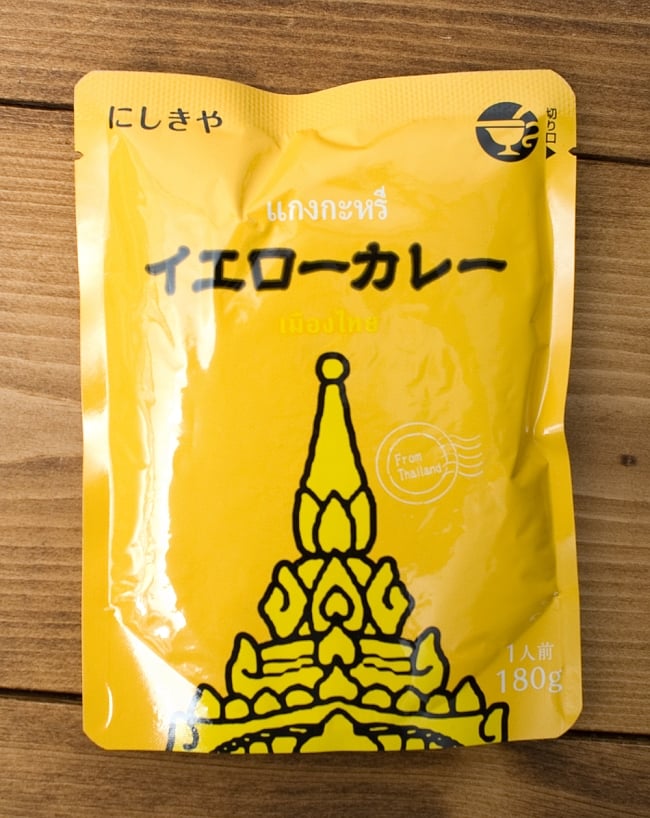 にしきや
切り口
แกงกะหรี่
イエローカレー
เมืองไทย
From
Thailand
1人前
180g